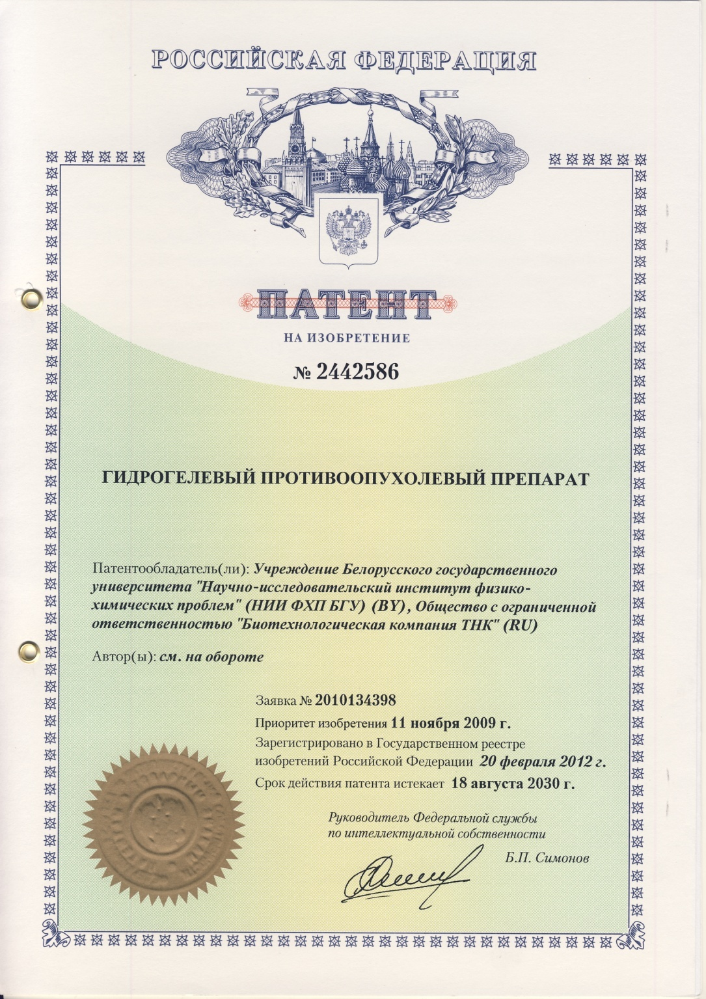 РОССИЙСКАЯ ФЕДЕРАЦИЯ
ПАТЕНТ
НА ИЗОБРЕТЕНИЕ
№ 2442586
ГИДРОГЕЛЕВЫЙ ПРОТИВООПУХОЛЕВЫЙ ПРЕПАРАТ
Патентообладатель(ли): Учреждение Белорусского государственного
университета "Научно-исследовательский институт физико-
химических проблем" (НИИ ФХП БГУ) (BY), Общество с ограниченной
ответственностью "Биотехнологическая компания ТНК" (RU)
Автор(ы): см. на обороте
Заявка № 2010134398
Приоритет изобретения 11 ноября 2009 г.
Зарегистрировано в Государственном реестре
изобретений Российской Федерации 20 февраля 2012 г.
Срок действия патента истекает 18 августа 2030 г.
Руководитель Федеральной службы
по интеллектуальной собственности
Б.П. Симонов